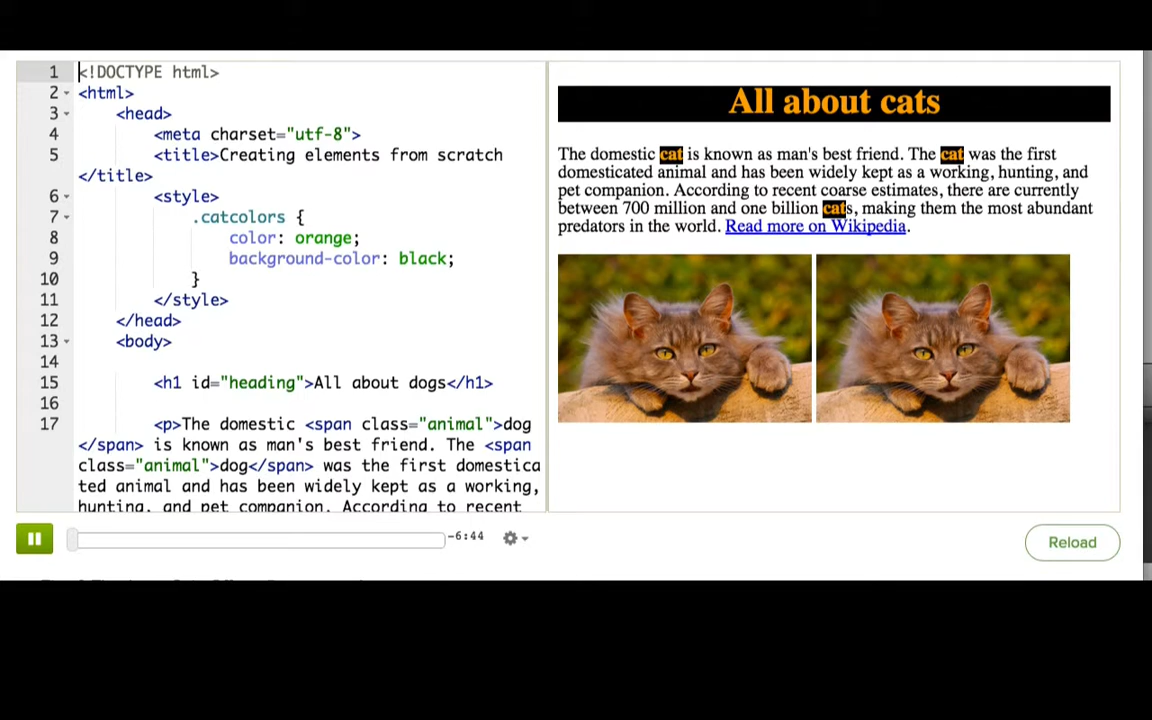 1 <!DOCTYPE html>
2 <html>
3 <head>
4 <meta charset="utf-8">
5 <title>Creating elements from scratch
</title>
6 <style>
7 .catcolors {
8 color: orange;
9 background-color: black;
10 }
11 </style>
12 </head>
13 <body>
14
15 <h1 id="heading">All about dogs</h1>
16
17 <p>The domestic <span class="animal">dog
</span> is known as man's best friend. The <span
class="animal">dog</span> was the first domestica
ted animal and has been widely kept as a working,
hunting, and pet companion. According to recent
All about cats
The domestic cat is known as man's best friend. The cat was the first
domesticated animal and has been widely kept as a working, hunting, and
pet companion. According to recent coarse estimates, there are currently
between 700 million and one billion cats, making them the most abundant
predators in the world. Read more on Wikipedia.
-6:44
Reload